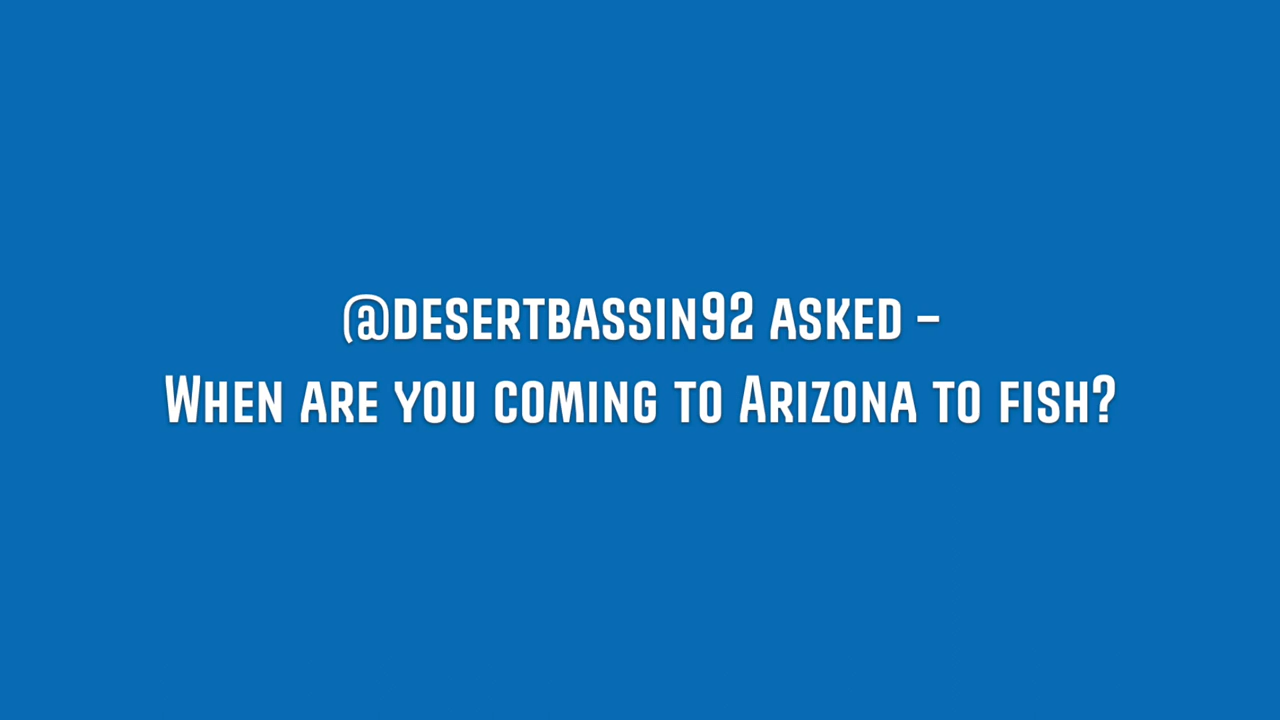 @desertbassin92 asked –
When are you coming to Arizona to fish?